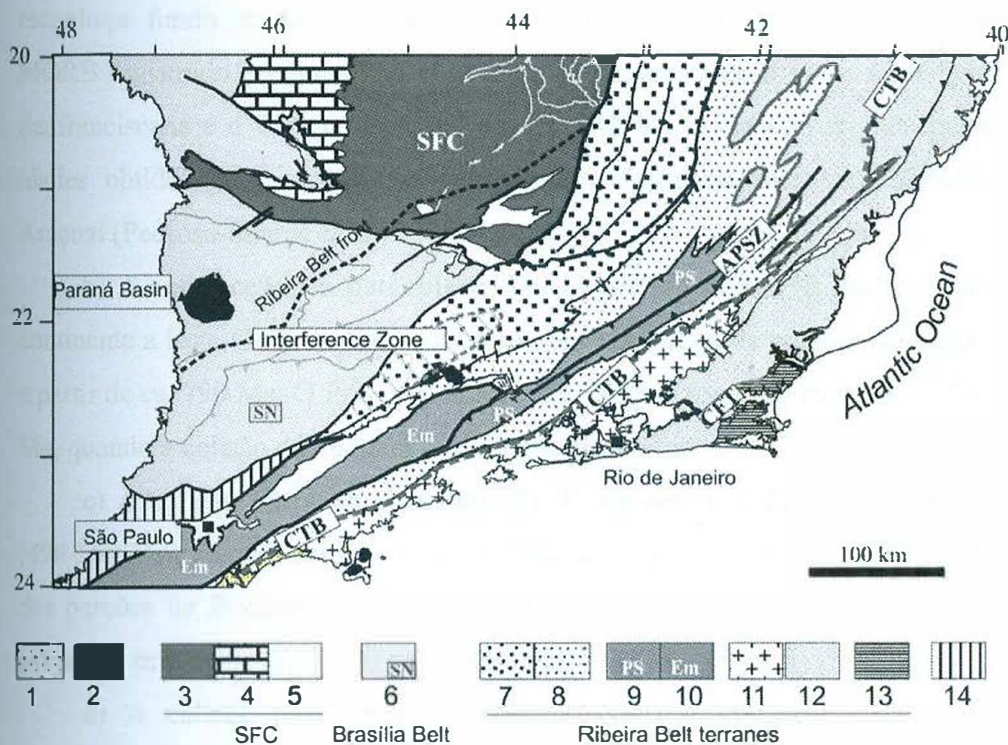 48
46
44
42
40
20
CTB
SFC
Ribeira Belt front
PS
APSZ
Paraná Basin
22
Interference Zone
Atlantic Ocean
SN
CTB
PS
CFT
Em
Rio de Janeiro
São Paulo
CTB
Em
24
100 km
SN
PS
Em
1 2 3 4 5 6 7 8 9 10 11 12 13 14
SFC Brasília Belt Ribeira Belt terranes